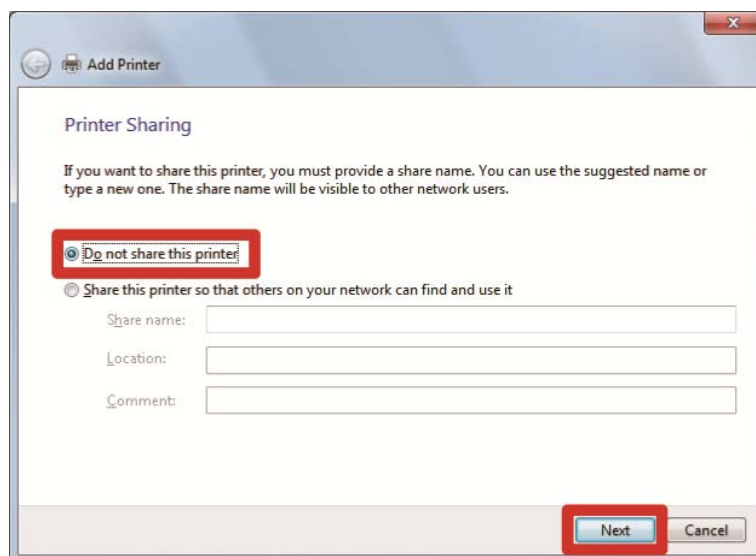 Add Printer
Printer Sharing
If you want to share this printer, you must provide a share name. You can use the suggested name or
type a new one. The share name will be visible to other network users.
Do not share this printer
Share this printer so that others on your network can find and use it
Share name:
Location:
Comment:
Next Cancel